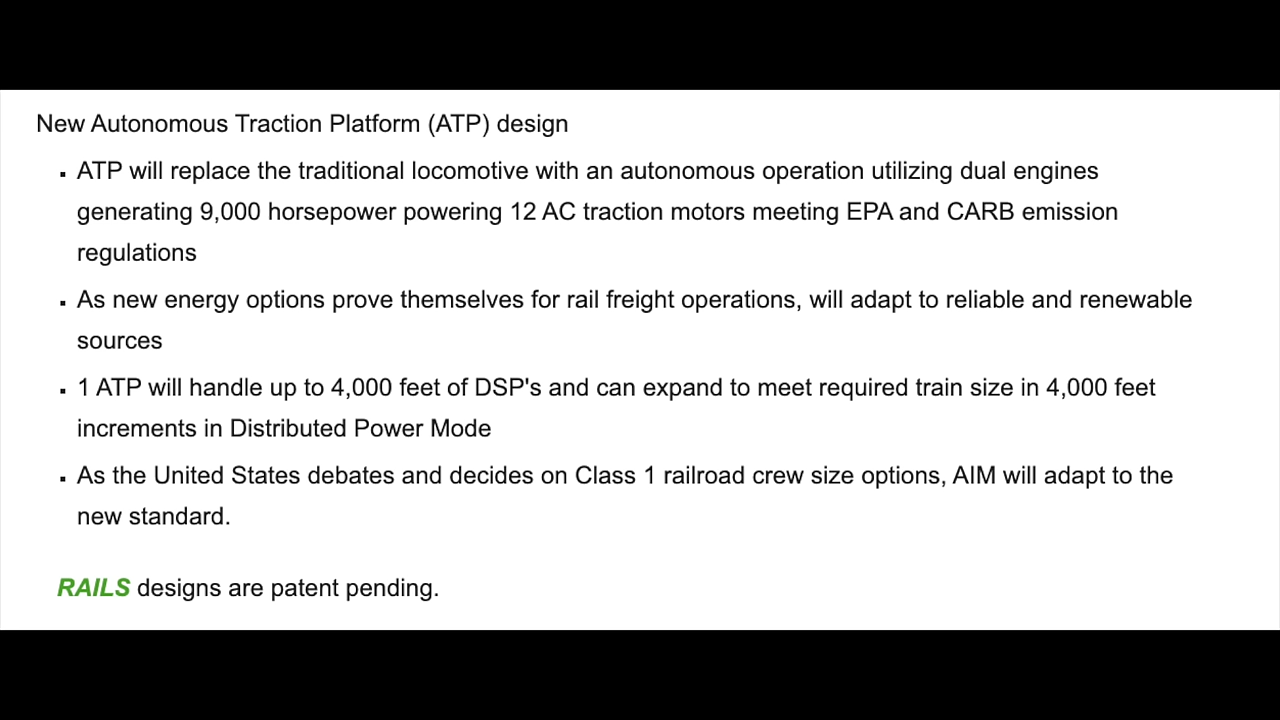 New Autonomous Traction Platform (ATP) design
▪ ATP will replace the traditional locomotive with an autonomous operation utilizing dual engines
generating 9,000 horsepower powering 12 AC traction motors meeting EPA and CARB emission
regulations
▪ As new energy options prove themselves for rail freight operations, will adapt to reliable and renewable
sources
▪ 1 ATP will handle up to 4,000 feet of DSP's and can expand to meet required train size in 4,000 feet
increments in Distributed Power Mode
▪ As the United States debates and decides on Class 1 railroad crew size options, AIM will adapt to the
new standard.
RAILS designs are patent pending.